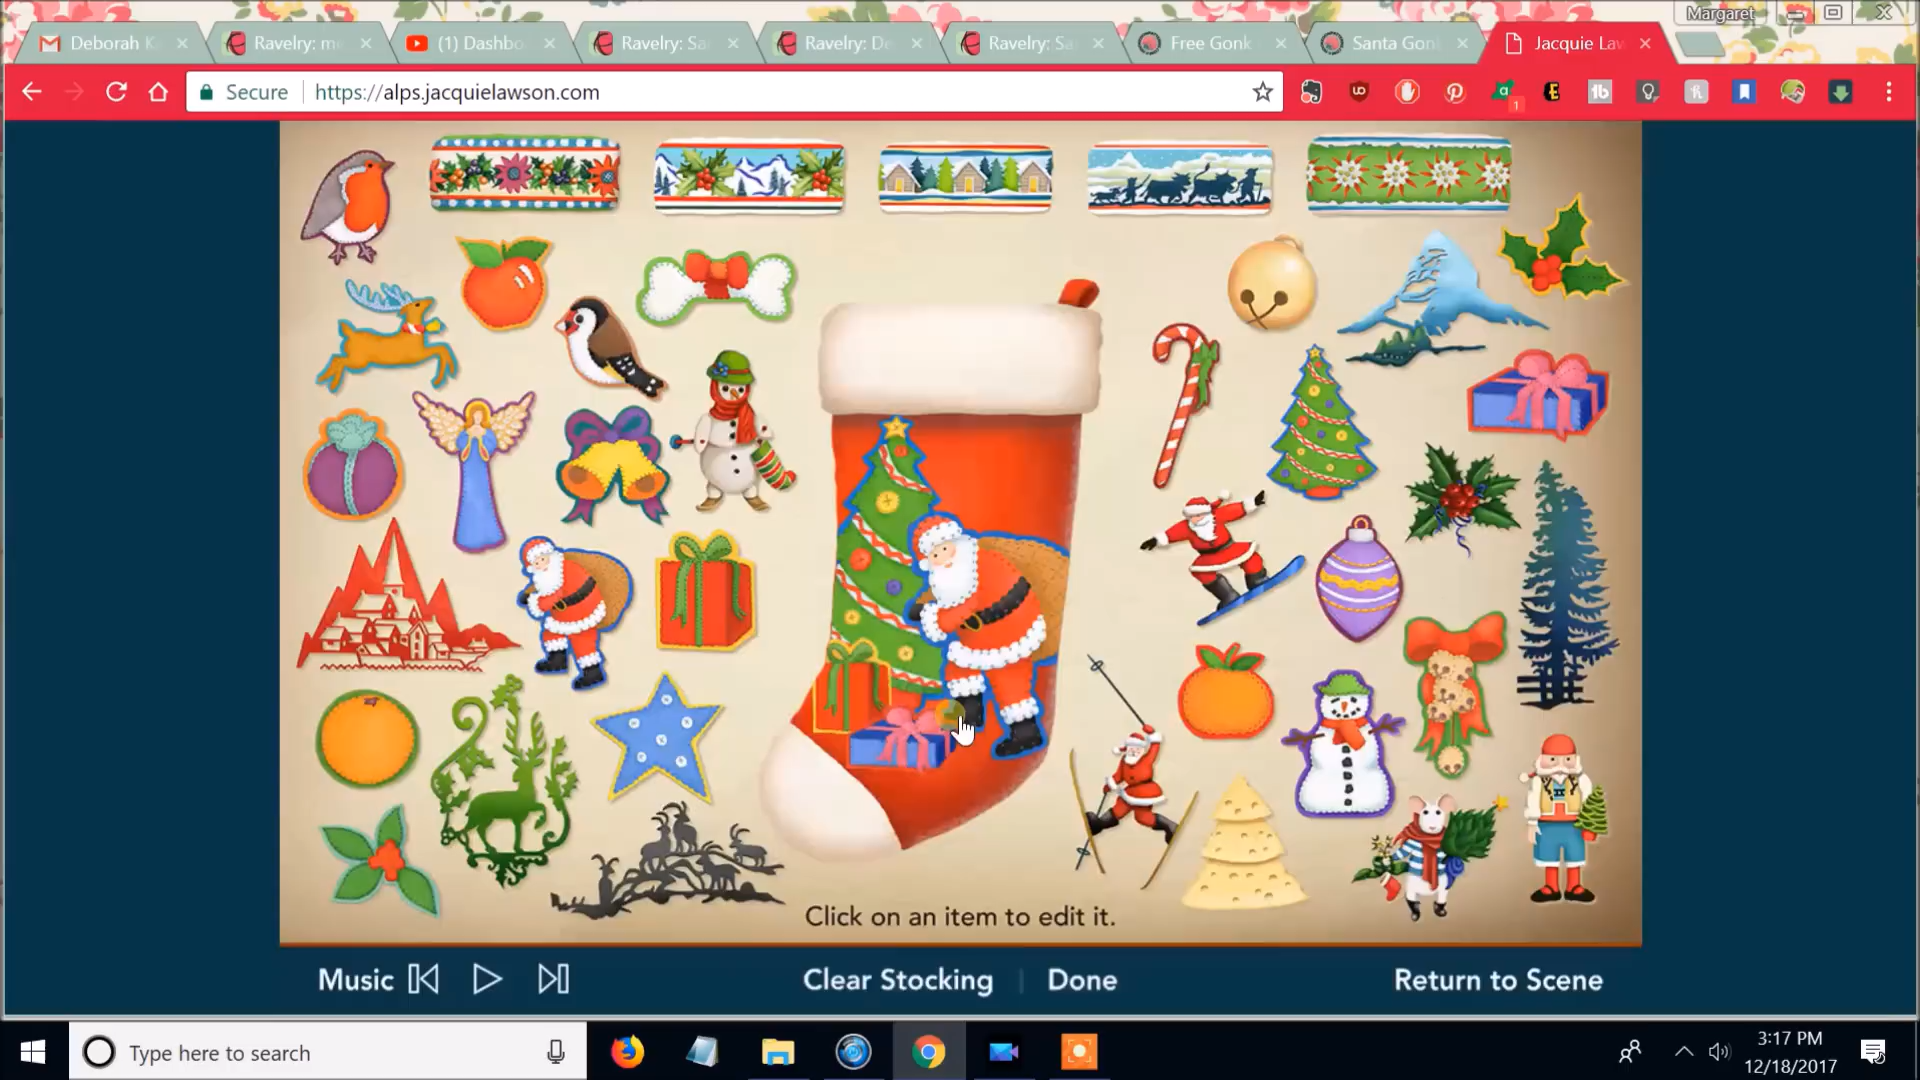 Margaret
Deborah K
Ravelry: m
(1) Dashbo
Ravelry: Sa
Ravelry: De
Ravelry: Sa
Free Gonk
Santa Gon
Jacquie Law
Secure
https://alps.jacquielawson.com
1
Click on an item to edit it.
Music
Clear Stocking
Done
Return to Scene
Type here to search
3:17 PM
12/18/2017